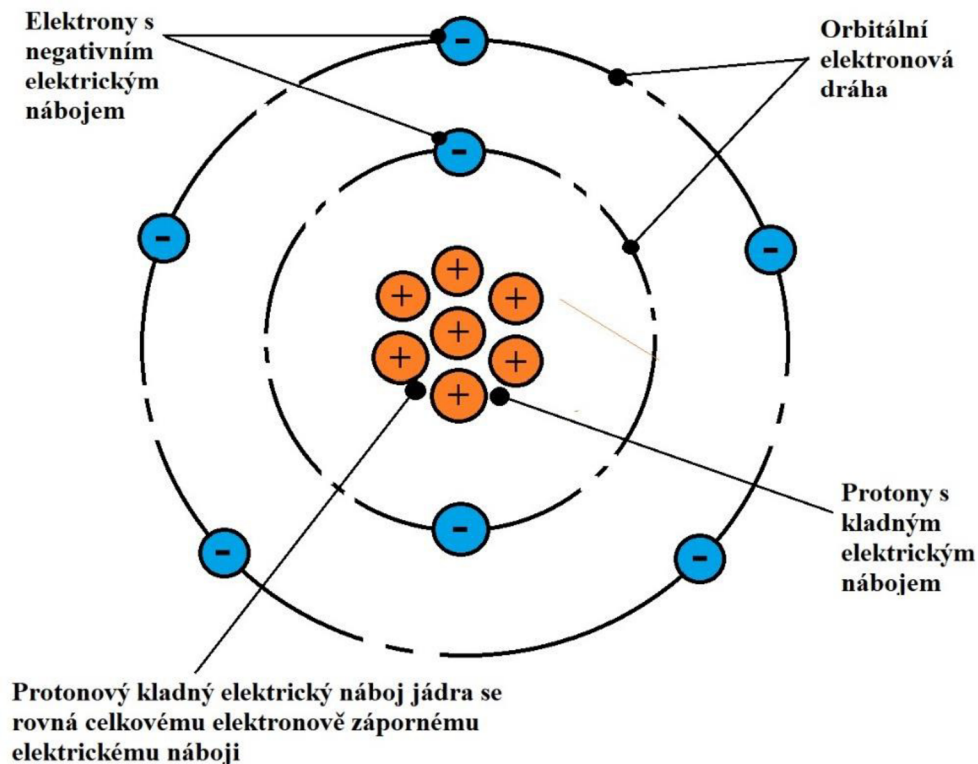 Elektrony s
negativním
elektrickým
nábojem
Orbitální
elektronová
dráha
-
-
-
-
+
+
+
+
+
+
+
-
-
-
Protony s
kladným
elektrickým
nábojem
Protonový kladný elektrický náboj jádra se
rovná celkovému elektronově zápornému
elektrickému náboji